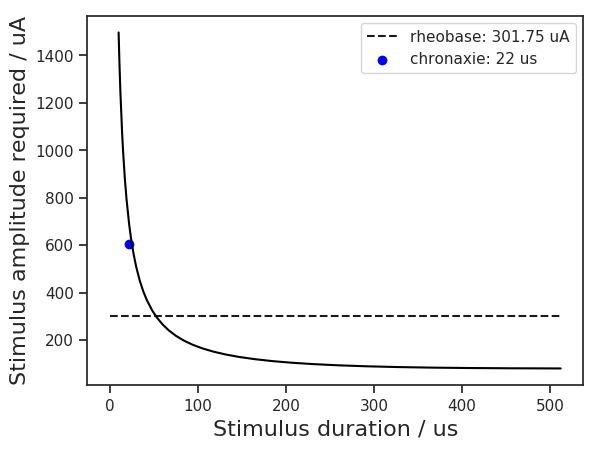 Stimulus amplitude required / uA
1400
1200
1000
800
600
400
200
rheobase: 301.75 uA
chronaxie: 22 us
0 100 200 300 400 500
Stimulus duration / us